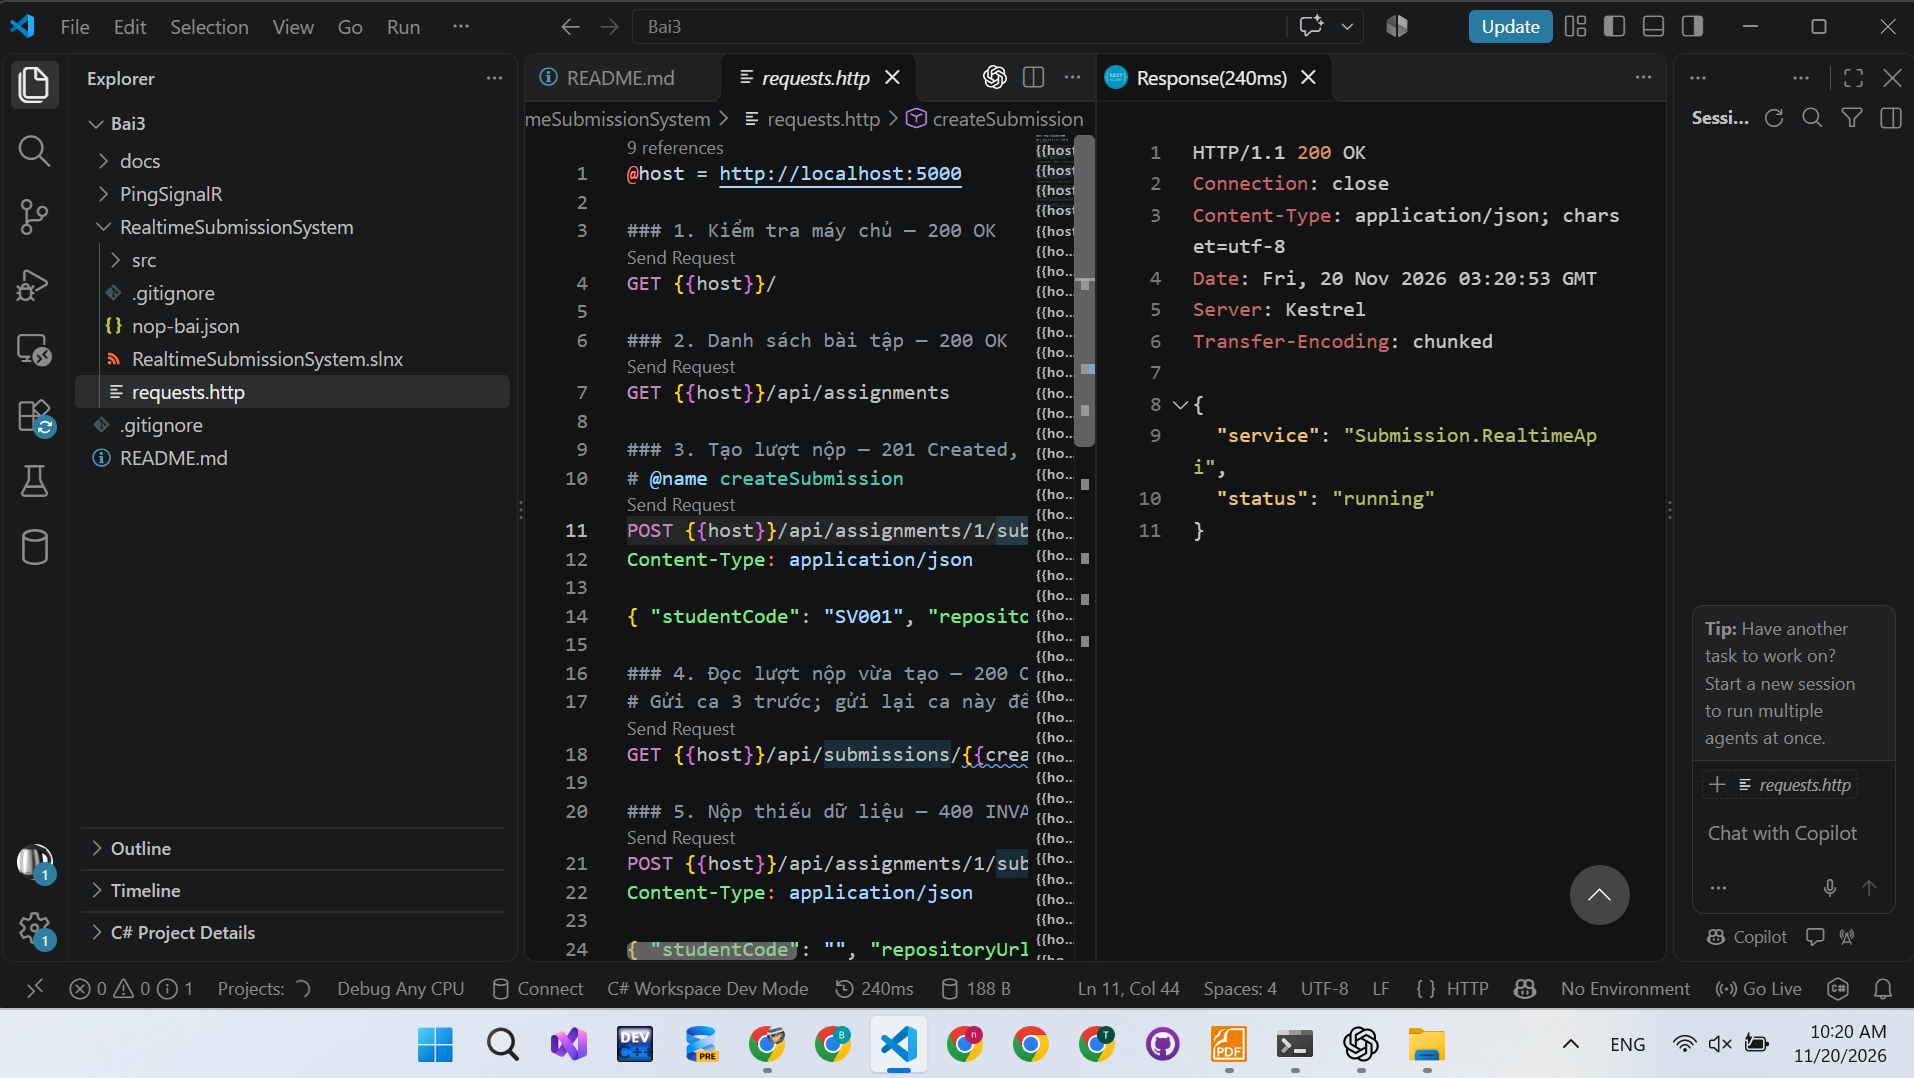 File Edit Selection View Go Run ...
Bai3
Update
Explorer
Bai3
docs
PingSignalR
RealtimeSubmissionSystem
src
.gitignore
nop-bai.json
RealtimeSubmissionSystem.slnx
requests.http
.gitignore
README.md
Outline
Timeline
C# Project Details
1
1
README.md
requests.http
meSubmissionSystem > requests.http > createSubmission
9 references
1 @host = http://localhost:5000
2
3 ### 1. Kiểm tra máy chủ — 200 OK
Send Request
4 GET {{host}}/
5
6 ### 2. Danh sách bài tập — 200 OK
Send Request
7 GET {{host}}/api/assignments
8
9 ### 3. Tạo lượt nộp — 201 Created,
10 # @name createSubmission
Send Request
11 POST {{host}}/api/assignments/1/sub
12 Content-Type: application/json
13
14 { "studentCode": "SV001", "reposito
15
16 ### 4. Đọc lượt nộp vừa tạo — 200 O
17 # Gửi ca 3 trước; gửi lại ca này để
Send Request
18 GET {{host}}/api/submissions/{{crea
19
20 ### 5. Nộp thiếu dữ liệu — 400 INVA
Send Request
21 POST {{host}}/api/assignments/1/sub
22 Content-Type: application/json
23
24 { "studentCode": "", "repositoryUrl
Response(240ms)
1 HTTP/1.1 200 OK
2 Connection: close
3 Content-Type: application/json; chars
et=utf-8
4 Date: Fri, 20 Nov 2026 03:20:53 GMT
5 Server: Kestrel
6 Transfer-Encoding: chunked
7
8 {
9 "service": "Submission.RealtimeAp
i",
10 "status": "running"
11 }
Sessi...
Tip: Have another
task to work on?
Start a new session
to run multiple
agents at once.
requests.http
Chat with Copilot
Copilot
0 0 1 Projects: Debug Any CPU Connect C# Workspace Dev Mode 240ms 188 B Ln 11, Col 44 Spaces: 4 UTF-8 LF {} HTTP No Environment Go Live
ENG
10:20 AM
11/20/2026